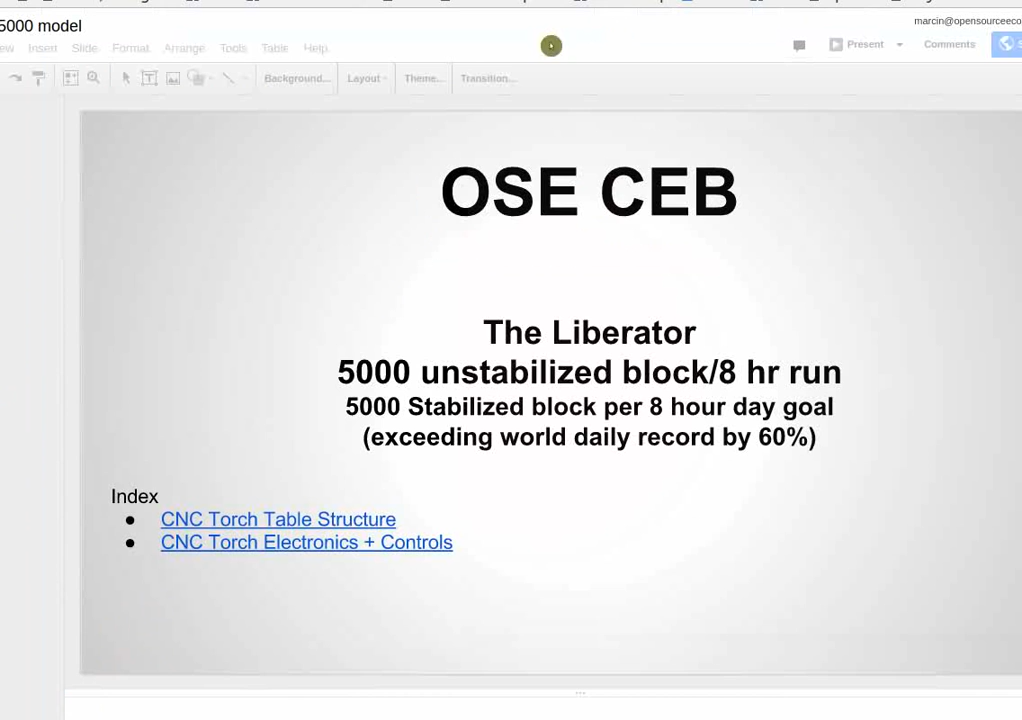 5000 model
marcin@opensourceeco
Insert Slide Format Arrange Tools Table Help
Present Comments
Background... Layout Theme... Transition...
OSE CEB
The Liberator
5000 unstabilized block/8 hr run
5000 Stabilized block per 8 hour day goal
(exceeding world daily record by 60%)
Index
● CNC Torch Table Structure
● CNC Torch Electronics + Controls